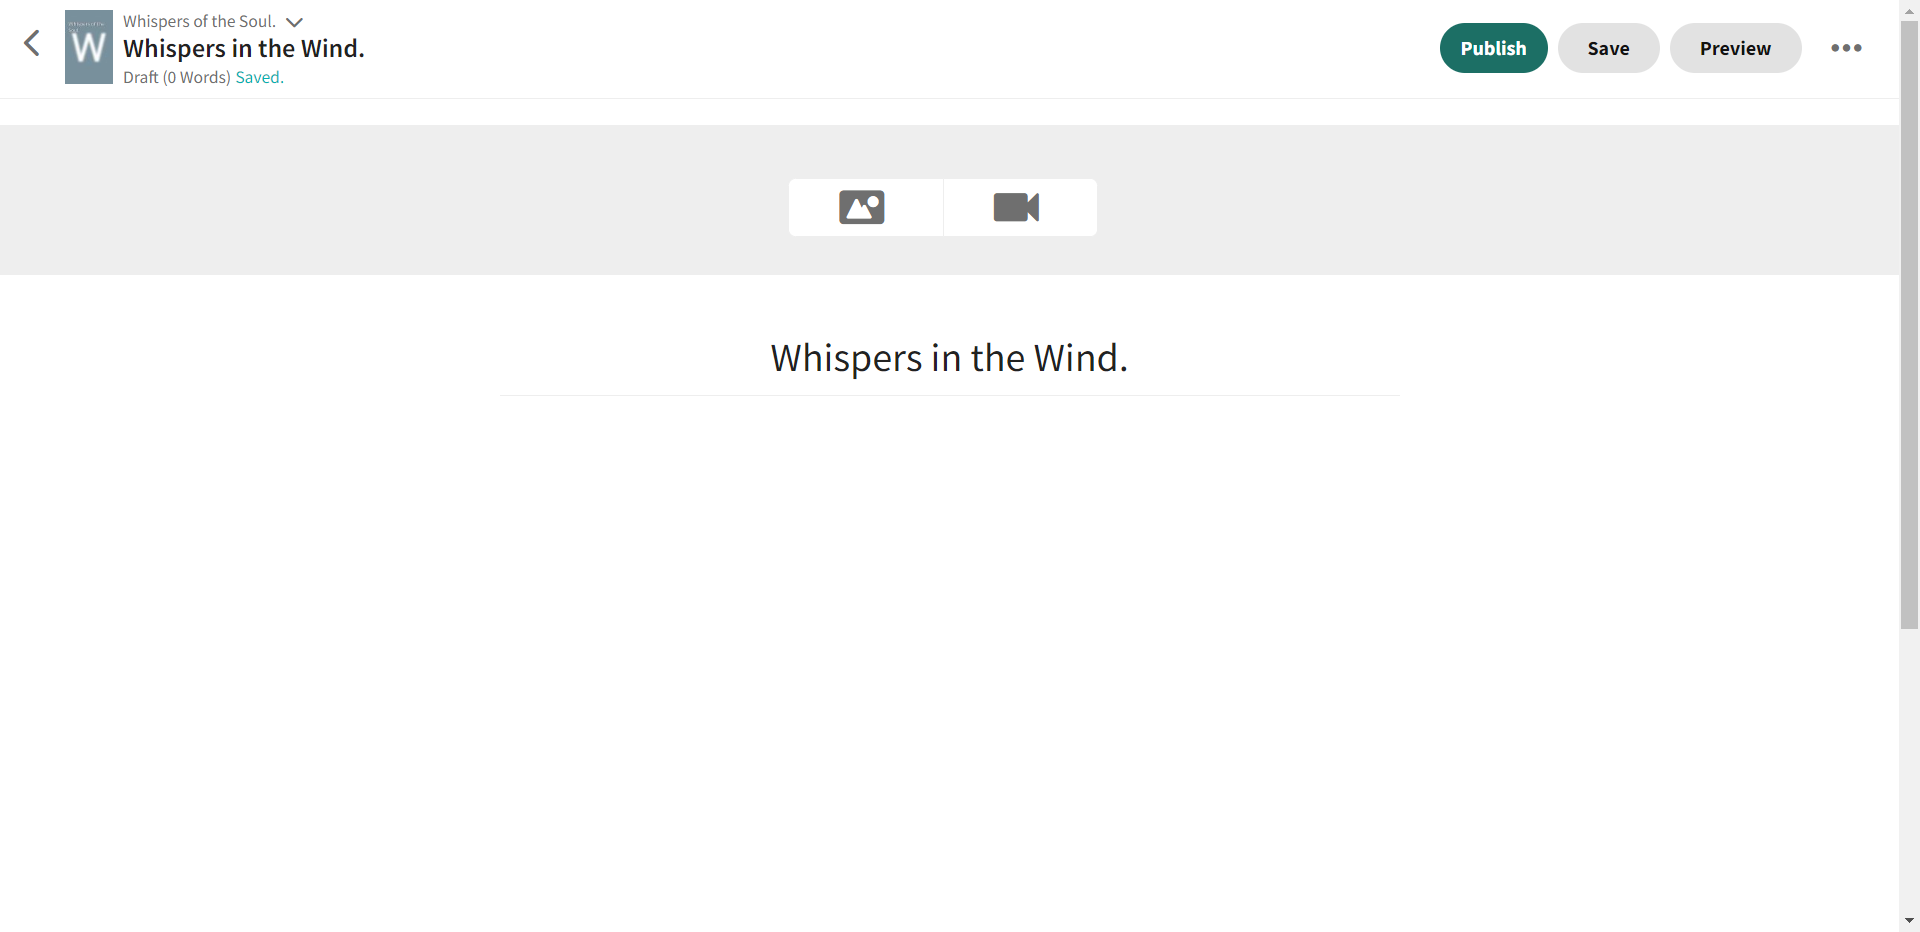 Whispers of the Soul.
Whispers in the Wind.
Draft (0 Words) Saved.
W
Publish
Save
Preview
Whispers in the Wind.